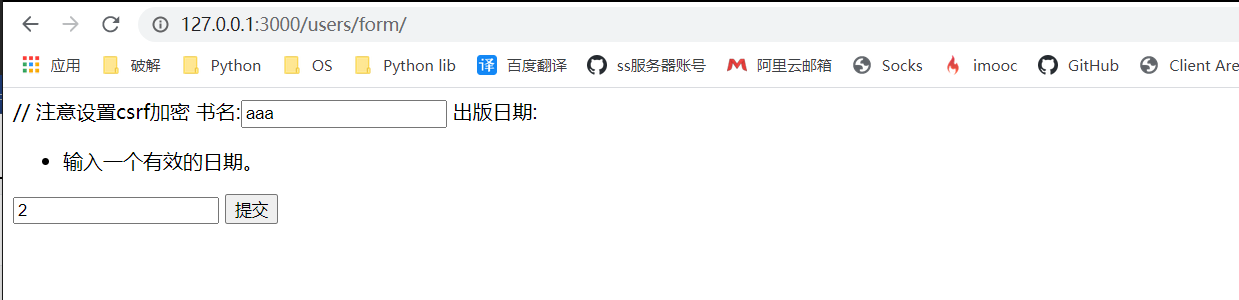 127.0.0.1:3000/users/form/
应用 破解 Python OS Python lib 译 百度翻译 ss服务器账号 阿里云邮箱 Socks imooc GitHub Client Are
// 注意设置csrf加密 书名: aaa 出版日期:
• 输入一个有效的日期。
2 提交